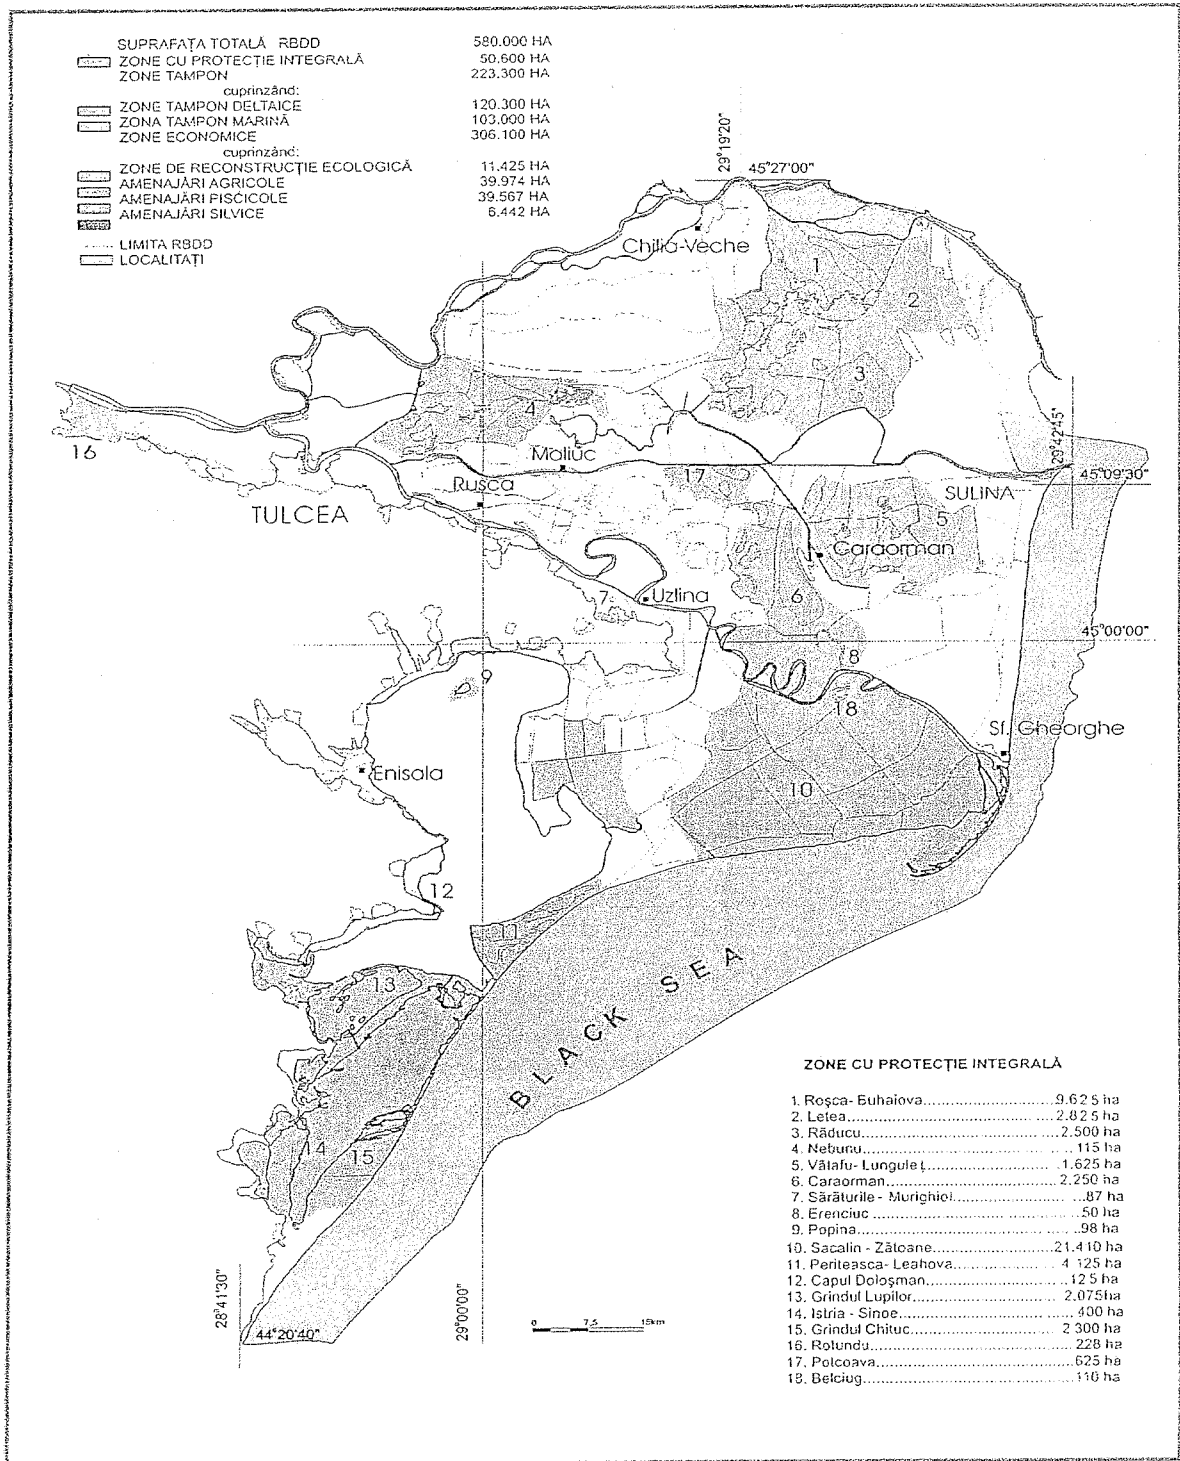 SUPRAFAȚA TOTALĂ RBDD 580.000 HA
ZONE CU PROTECȚIE INTEGRALĂ 50.600 HA
ZONE TAMPON 223.300 HA
cuprinzând:
ZONE TAMPON DELTAICE 120.300 HA
ZONA TAMPON MARINĂ 103.000 HA
ZONE ECONOMICE 306.100 HA
cuprinzând:
ZONE DE RECONSTRUCȚIE ECOLOGICĂ 11.425 HA
AMENAJĂRI AGRICOLE 39.974 HA
AMENAJĂRI PISCICOLE 39.567 HA
AMENAJĂRI SILVICE 6.442 HA
LIMITA RBDD
LOCALITAȚI
29°19'20"
45°27'00"
Chilia-Veche
1
2
3
4
16
29°42'45"
Moliuc
17
45°09'30"
Rusca
SULINA
TULCEA
5
Caraorman
7
Uzlina
6
45°00'00"
8
9
18
Sf. Gheorghe
Enisala
10
12
11
BLACK SEA
13
14
15
28°41'30"
44°20'40"
29°00'00"
0 7,5 15km
ZONE CU PROTECȚIE INTEGRALĂ
1. Roșca- Buhaiova 9.625 ha
2. Letea 2.825 ha
3. Răducu 2.500 ha
4. Nebunu 115 ha
5. Vătafu- Lunguleț 1.625 ha
6. Caraorman 2.250 ha
7. Sărăturile - Murighiol 87 ha
8. Erenciuc 50 ha
9. Popina 98 ha
10. Sacalin - Zătoane 21.410 ha
11. Periteasca- Leahova 4 125 ha
12. Capul Doloșman 125 ha
13. Grindul Lupilor 2.075ha
14. Istria - Sinoe 400 ha
15. Grindul Chituc 2 300 ha
16. Rotundu 228 ha
17. Potcoava 625 ha
18. Belciug 110 ha